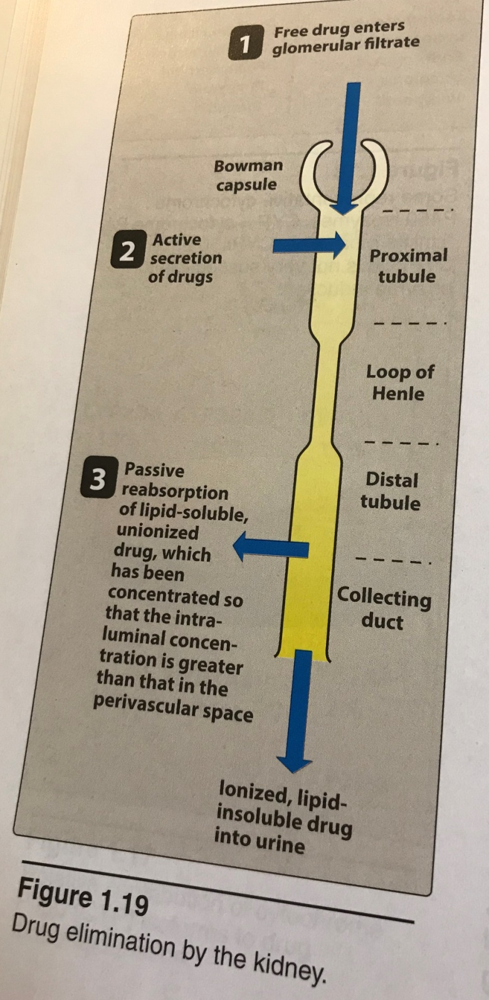 1
Free drug enters
glomerular filtrate
Bowman
capsule
2
Active
secretion
of drugs
Proximal
tubule
Loop of
Henle
3
Passive
reabsorption
of lipid-soluble,
unionized
drug, which
has been
concentrated so
that the intra-
luminal concen-
tration is greater
than that in the
perivascular space
Distal
tubule
Collecting
duct
Ionized, lipid-
insoluble drug
into urine
Figure 1.19
Drug elimination by the kidney.